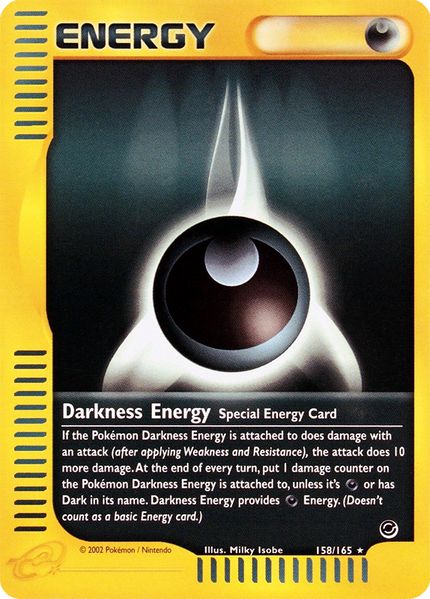 ENERGY
Darkness Energy Special Energy Card
If the Pokémon Darkness Energy is attached to does damage with
an attack (after applying Weakness and Resistance), the attack does 10
more damage. At the end of every turn, put 1 damage counter on
the Pokémon Darkness Energy is attached to, unless it's or has
Dark in its name. Darkness Energy provides Energy. (Doesn't
count as a basic Energy card.)
© 2002 Pokémon / Nintendo Illus. Milky Isobe 158/165 ★